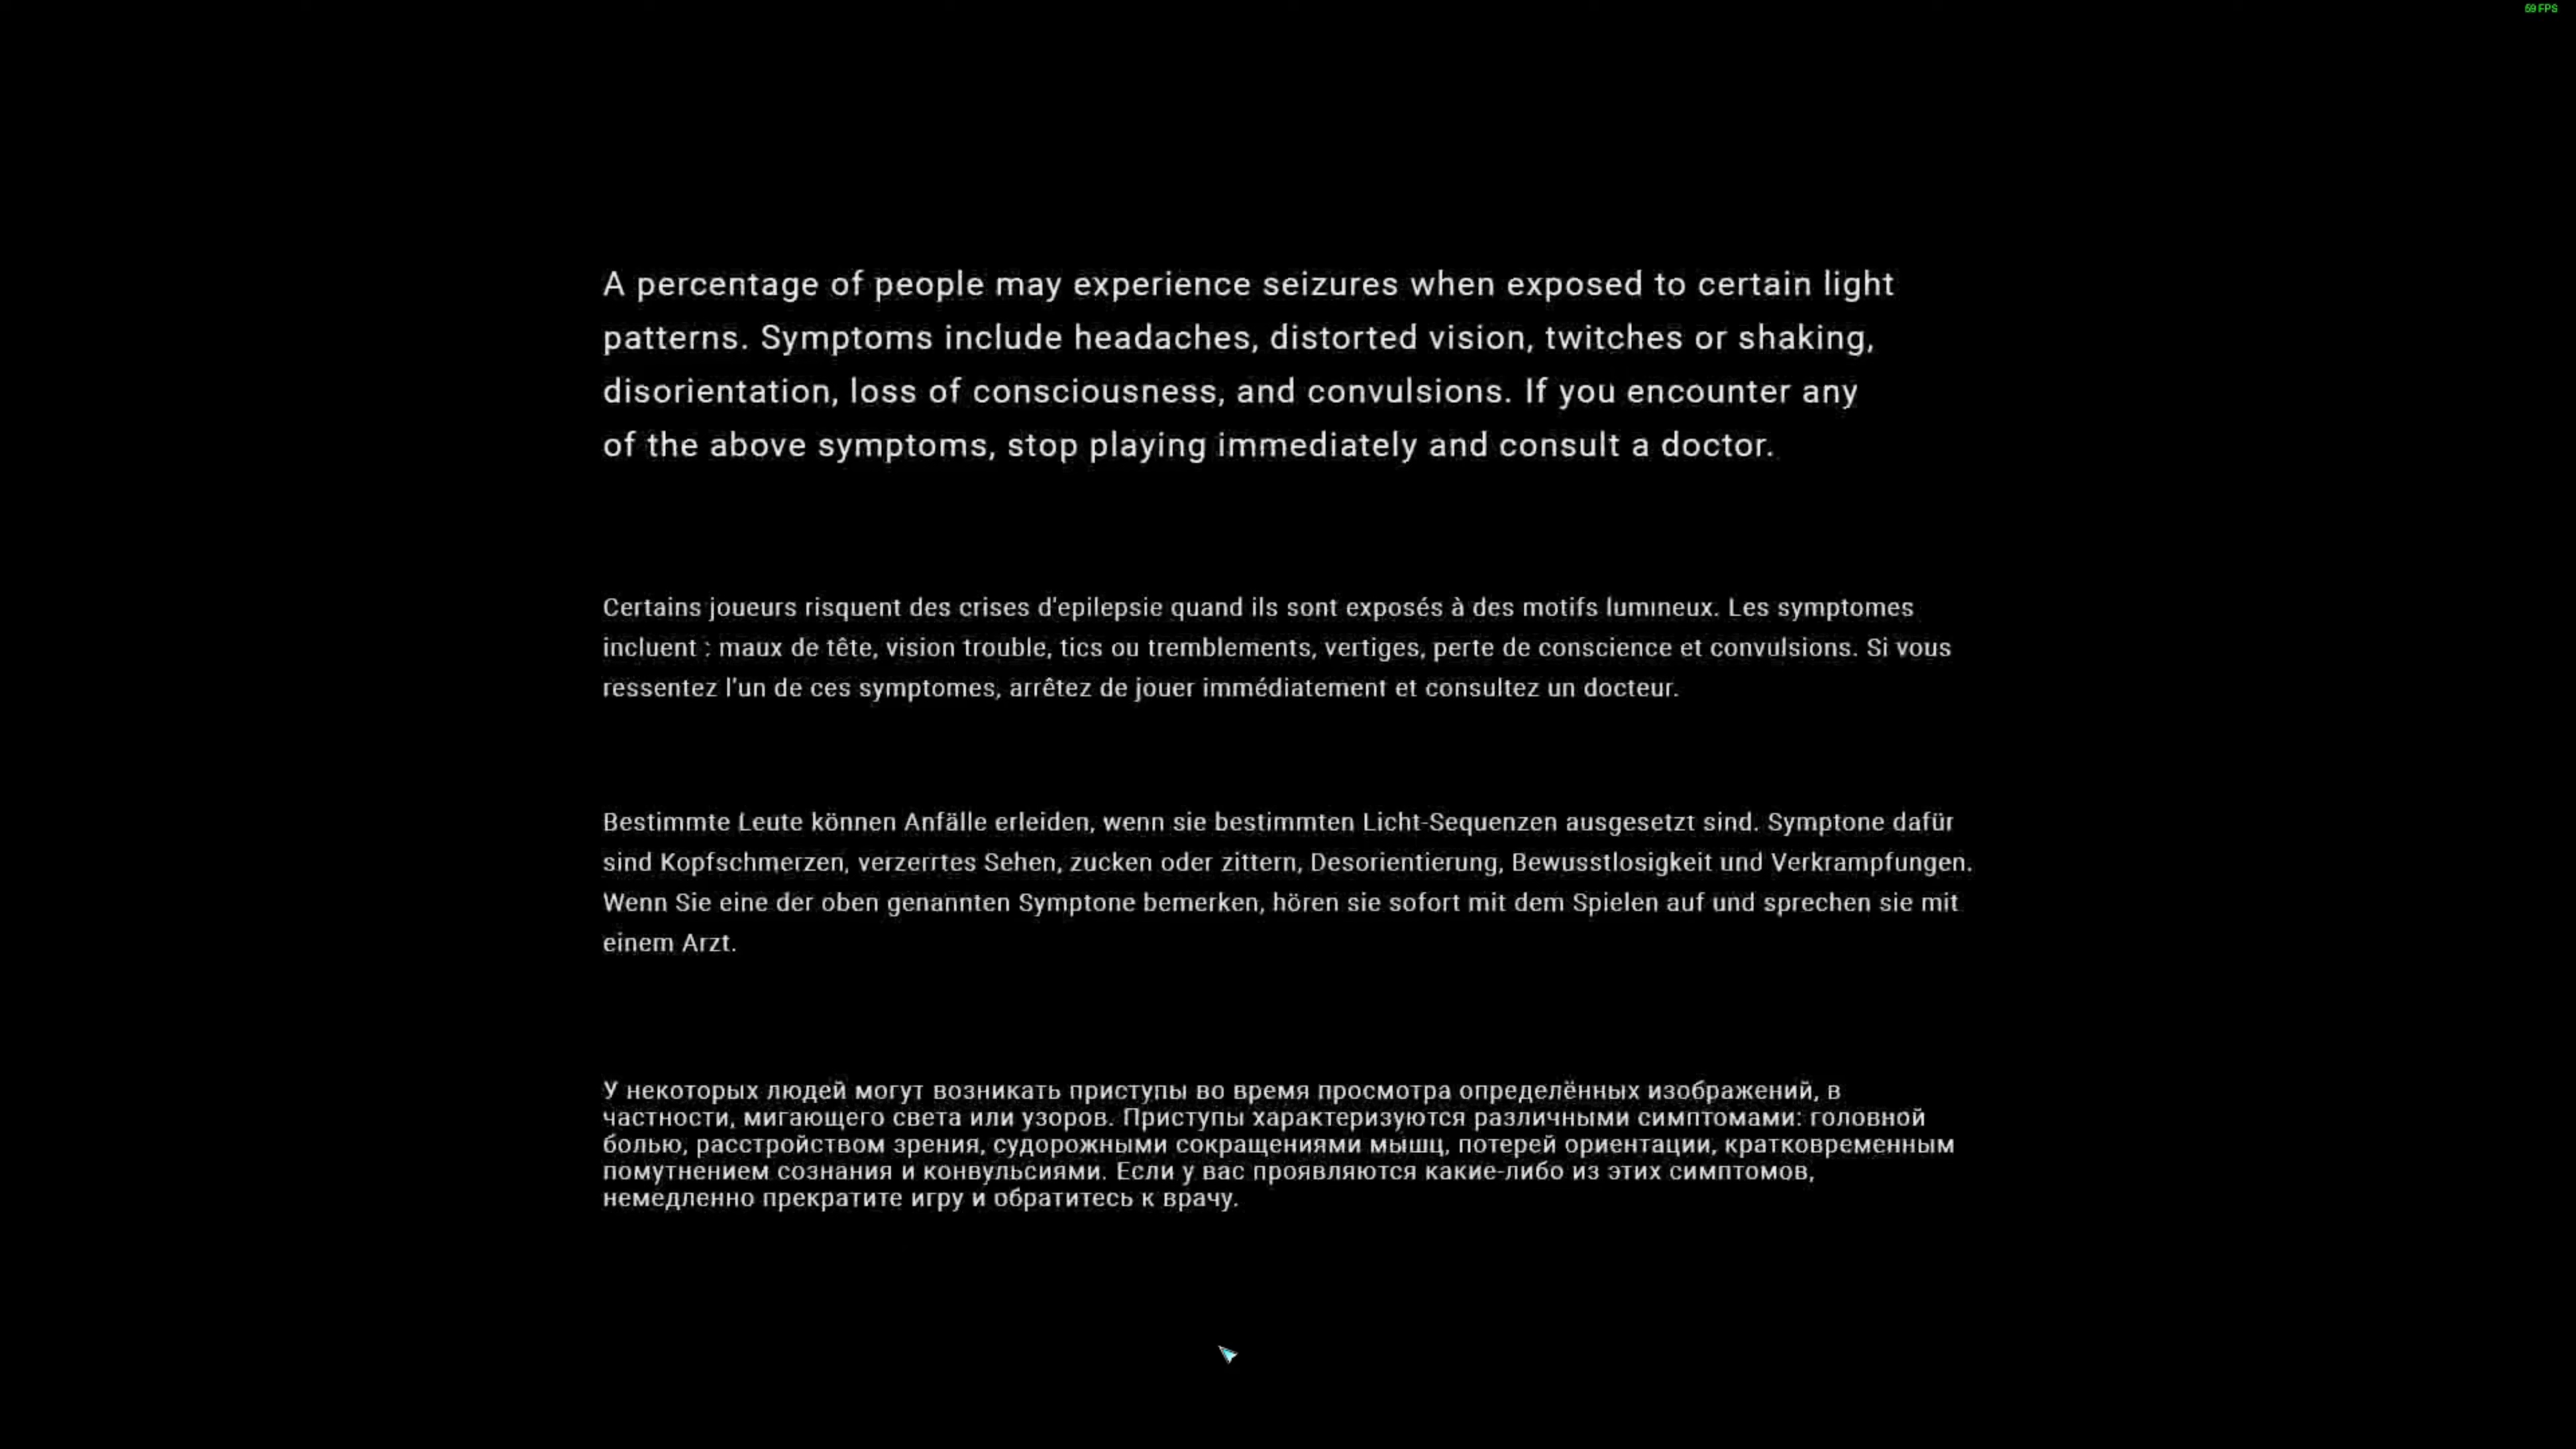 59 FPS
A percentage of people may experience seizures when exposed to certain light
patterns. Symptoms include headaches, distorted vision, twitches or shaking,
disorientation, loss of consciousness, and convulsions. If you encounter any
of the above symptoms, stop playing immediately and consult a doctor.
Certains joueurs risquent des crises d'epilepsie quand ils sont exposés à des motifs lumineux. Les symptomes
incluent : maux de tête, vision trouble, tics ou tremblements, vertiges, perte de conscience et convulsions. Si vous
ressentez l'un de ces symptomes, arrêtez de jouer immédiatement et consultez un docteur.
Bestimmte Leute können Anfälle erleiden, wenn sie bestimmten Licht-Sequenzen ausgesetzt sind. Symptone dafür
sind Kopfschmerzen, verzerrtes Sehen, zucken oder zittern, Desorientierung, Bewusstlosigkeit und Verkrampfungen.
Wenn Sie eine der oben genannten Symptone bemerken, hören sie sofort mit dem Spielen auf und sprechen sie mit
einem Arzt.
У некоторых людей могут возникать приступы во время просмотра определённых изображений, в
частности, мигающего света или узоров. Приступы характеризуются различными симптомами: головной
болью, расстройством зрения, судорожными сокращениями мышц, потерей ориентации, кратковременным
помутнением сознания и конвульсиями. Если у вас проявляются какие-либо из этих симптомов,
немедленно прекратите игру и обратитесь к врачу.